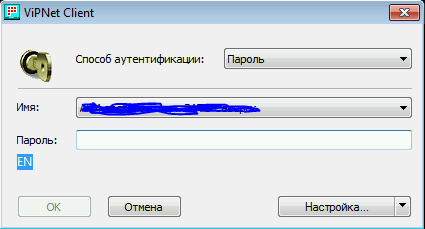 ViPNet Client
Способ аутентификации: Пароль
Имя:
Пароль:
EN
OK Отмена Настройка...